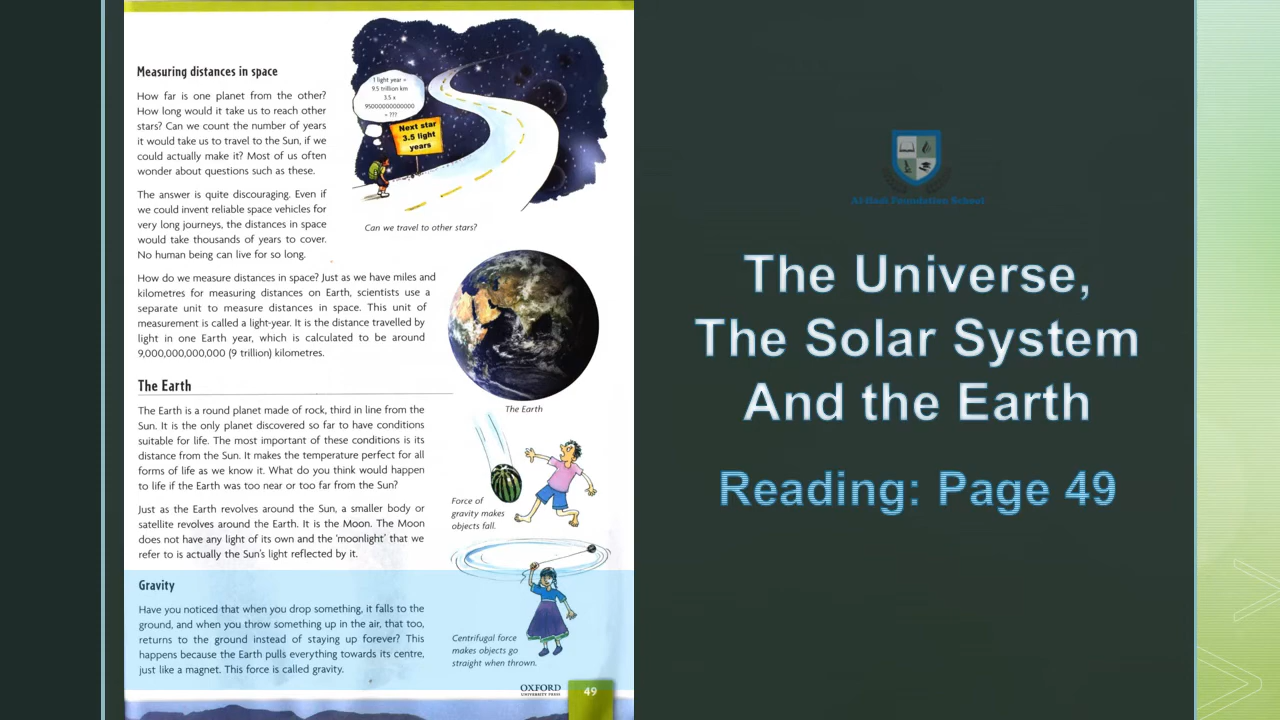 Measuring distances in space
How far is one planet from the other?
How long would it take us to reach other
stars? Can we count the number of years
it would take us to travel to the Sun, if we
could actually make it? Most of us often
wonder about questions such as these.
The answer is quite discouraging. Even if
we could invent reliable space vehicles for
very long journeys, the distances in space
would take thousands of years to cover.
No human being can live for so long.
1 light year =
9.5 trillion km
3.5 x
95000000000000
= ???
Next star
3.5 light
years
Can we travel to other stars?
How do we measure distances in space? Just as we have miles and
kilometres for measuring distances on Earth, scientists use a
separate unit to measure distances in space. This unit of
measurement is called a light-year. It is the distance travelled by
light in one Earth year, which is calculated to be around
9,000,000,000,000 (9 trillion) kilometres.
The Earth
The Earth
The Earth is a round planet made of rock, third in line from the
Sun. It is the only planet discovered so far to have conditions
suitable for life. The most important of these conditions is its
distance from the Sun. It makes the temperature perfect for all
forms of life as we know it. What do you think would happen
to life if the Earth was too near or too far from the Sun?
Just as the Earth revolves around the Sun, a smaller body or
satellite revolves around the Earth. It is the Moon. The Moon
does not have any light of its own and the 'moonlight' that we
refer to is actually the Sun's light reflected by it.
Force of
gravity makes
objects fall.
Gravity
Have you noticed that when you drop something, it falls to the
ground, and when you throw something up in the air, that too,
returns to the ground instead of staying up forever? This
happens because the Earth pulls everything towards its centre,
just like a magnet. This force is called gravity.
Centrifugal force
makes objects go
straight when thrown.
OXFORD
UNIVERSITY PRESS
49
Al-Hadi Foundation School
The Universe,
The Solar System
And the Earth
Reading: Page 49